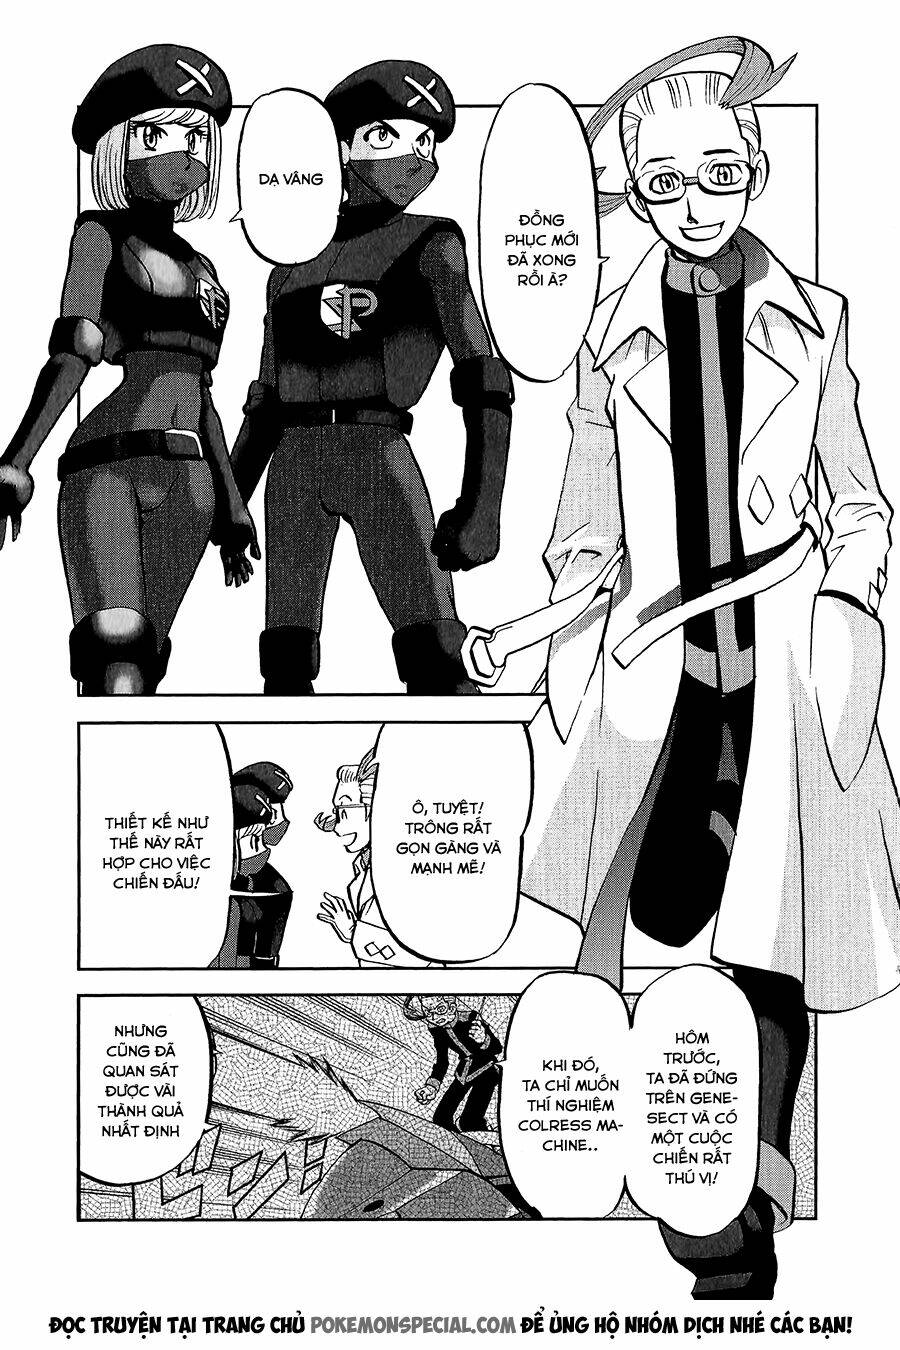 ĐỒNG
PHỤC MỚI
ĐÃ XONG
RỒI À?
DẠ VÂNG
Ô, TUYỆT!
TRÔNG RẤT
GỌN GÀNG VÀ
MẠNH MẼ!
THIẾT KẾ NHƯ
THẾ NÀY RẤT
HỢP CHO VIỆC
CHIẾN ĐẤU!
HÔM
TRƯỚC,
TA ĐÃ ĐỨNG
TRÊN GENE-
SECT VÀ CÓ
MỘT CUỘC
CHIẾN RẤT
THÚ VỊ!
KHI ĐÓ,
TA CHỈ MUỐN
THÍ NGHIỆM
COLRESS MA-
CHINE..
NHƯNG
CŨNG ĐÃ
QUAN SÁT
ĐƯỢC VÀI
THÀNH QUẢ
NHẤT ĐỊNH
ĐỌC TRUYỆN TẠI TRANG CHỦ POKEMONSPECIAL.COM ĐỂ ỦNG HỘ NHÓM DỊCH NHÉ CÁC BẠN!